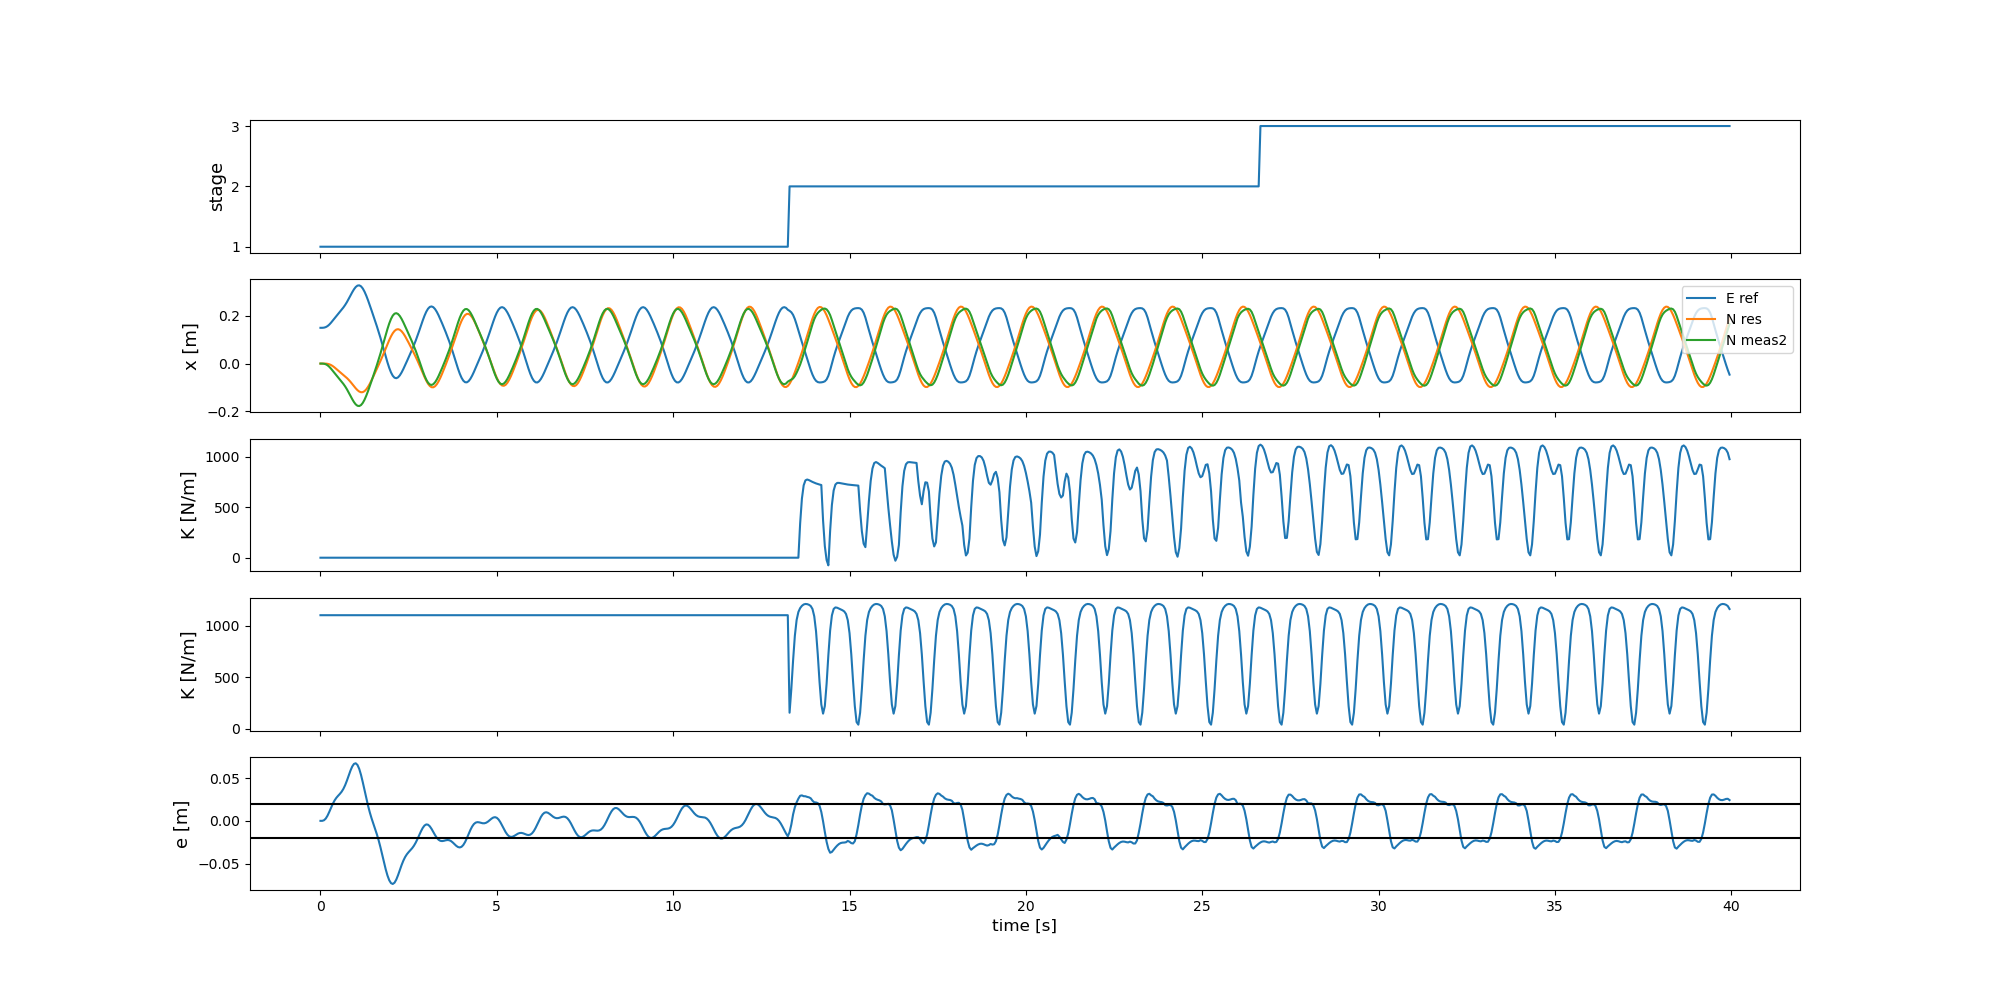 stage
3
2
1
x [m]
0.2
0.0
−0.2
E ref
N res
N meas2
K [N/m]
1000
500
0
K [N/m]
1000
500
0
e [m]
0.05
0.00
−0.05
0 5 10 15 20 25 30 35 40
time [s]